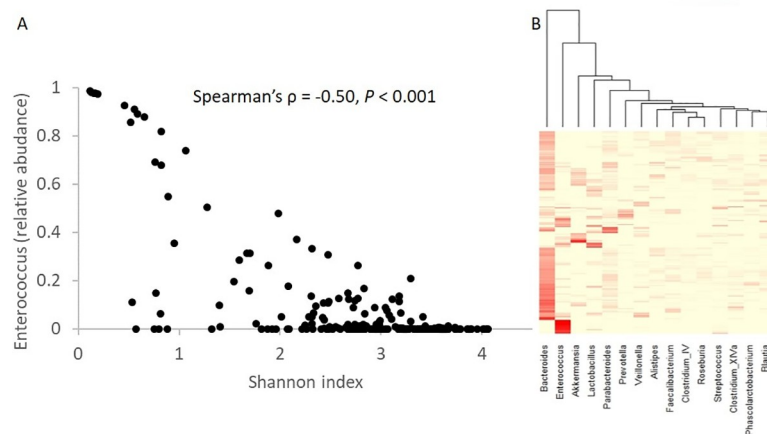 A
B
Spearman's ρ = -0.50, P < 0.001
Enterococcus (relative abudance)
1
0.8
0.6
0.4
0.2
0
0
1
2
3
4
Shannon index
Bacteroides
Enterococcus
Akkermansia
Lactobacillus
Parabacteroides
Prevotella
Veillonella
Alistipes
Faecalibacterium
Clostridium_IV
Roseburia
Streptococcus
Clostridium_XIVa
Phascolarctobacterium
Blautia